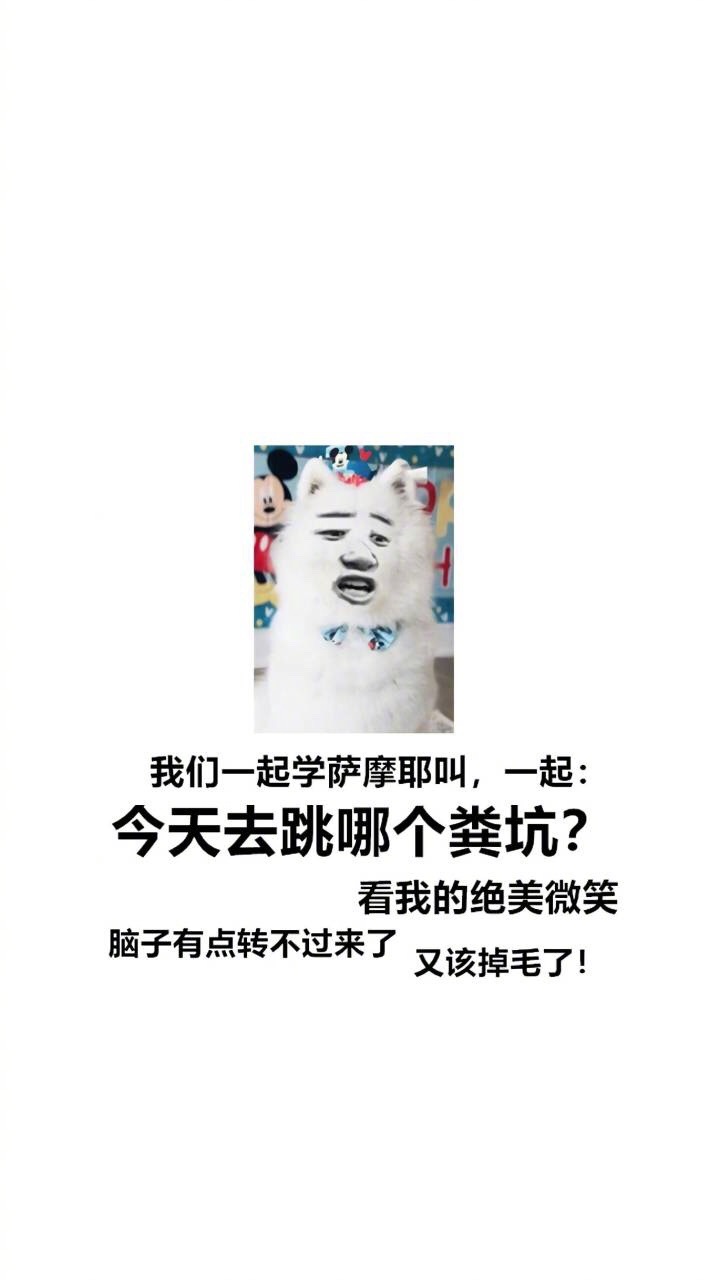 我们一起学萨摩耶叫，一起：
今天去跳哪个粪坑？
看我的绝美微笑
脑子有点转不过来了
又该掉毛了！